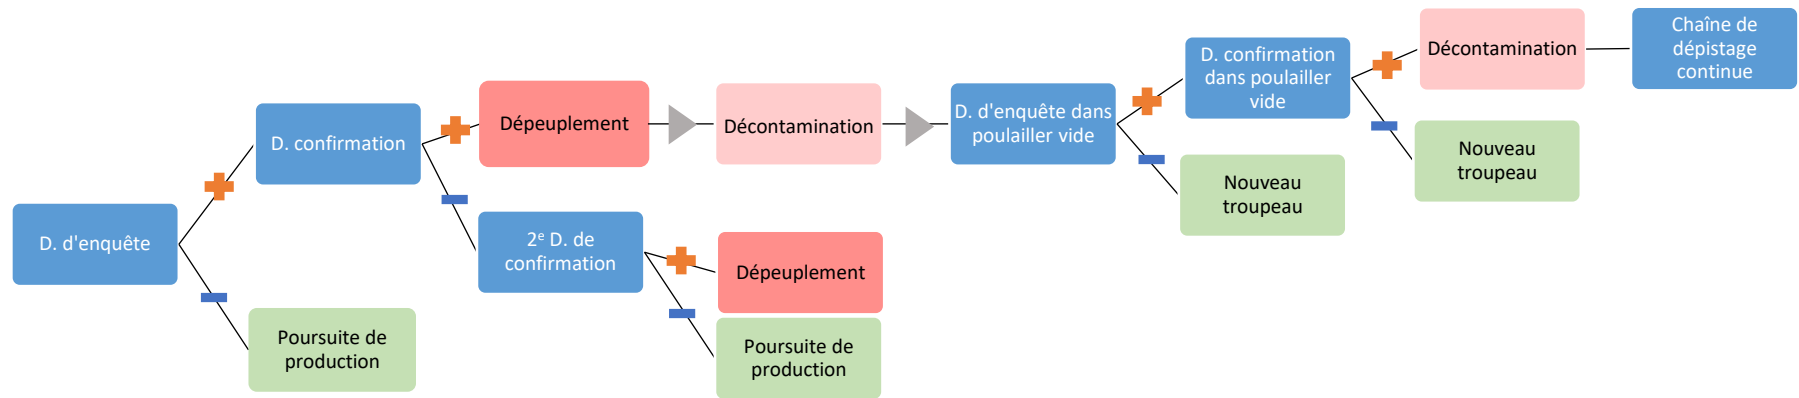 D. d'enquête
D. confirmation
Poursuite de
production
Dépeuplement
2ᵉ D. de
confirmation
Décontamination
Dépeuplement
Poursuite de
production
D. d'enquête dans
poulailler vide
D. confirmation
dans poulailler
vide
Nouveau
troupeau
Décontamination
Nouveau
troupeau
Chaîne de
dépistage
continue